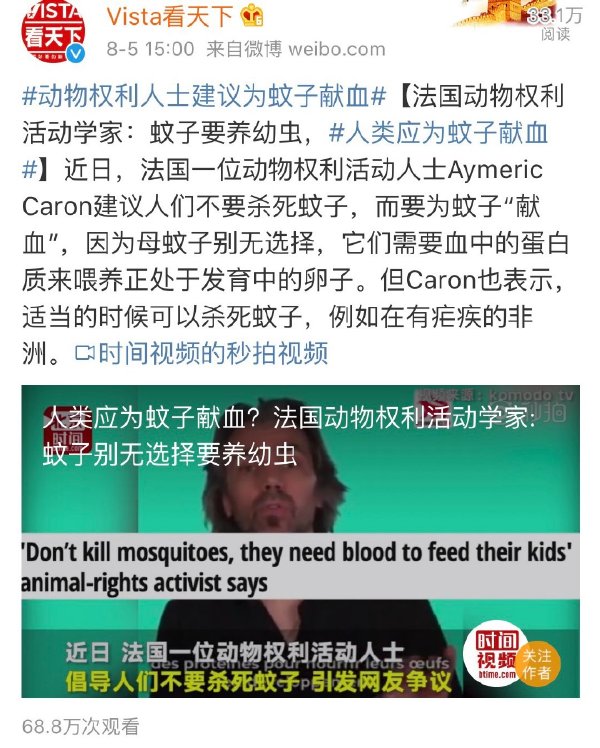 VISTA
看天下
Vista看天下
8-5 15:00 来自微博 weibo.com
33.1万
阅读
#动物权利人士建议为蚊子献血#【法国动物权利
活动学家：蚊子要养幼虫，#人类应为蚊子献血
#】近日，法国一位动物权利活动人士Aymeric
Caron建议人们不要杀死蚊子，而要为蚊子“献
血”，因为母蚊子别无选择，它们需要血中的蛋白
质来喂养正处于发育中的卵子。但Caron也表示，
适当的时候可以杀死蚊子，例如在有疟疾的非
洲。时间视频的秒拍视频
视频来源：komodo tv
人类应为蚊子献血？法国动物权利活动学家：
蚊子别无选择要养幼虫
时间
'Don't kill mosquitoes, they need blood to feed their kids'
animal-rights activist says
近日 法国一位动物权利活动人士
des protéines pour nourrir leurs œufs
倡导人们不要杀死蚊子 引发网友争议
时间
视频
btime.com
关注
作者
68.8万次观看